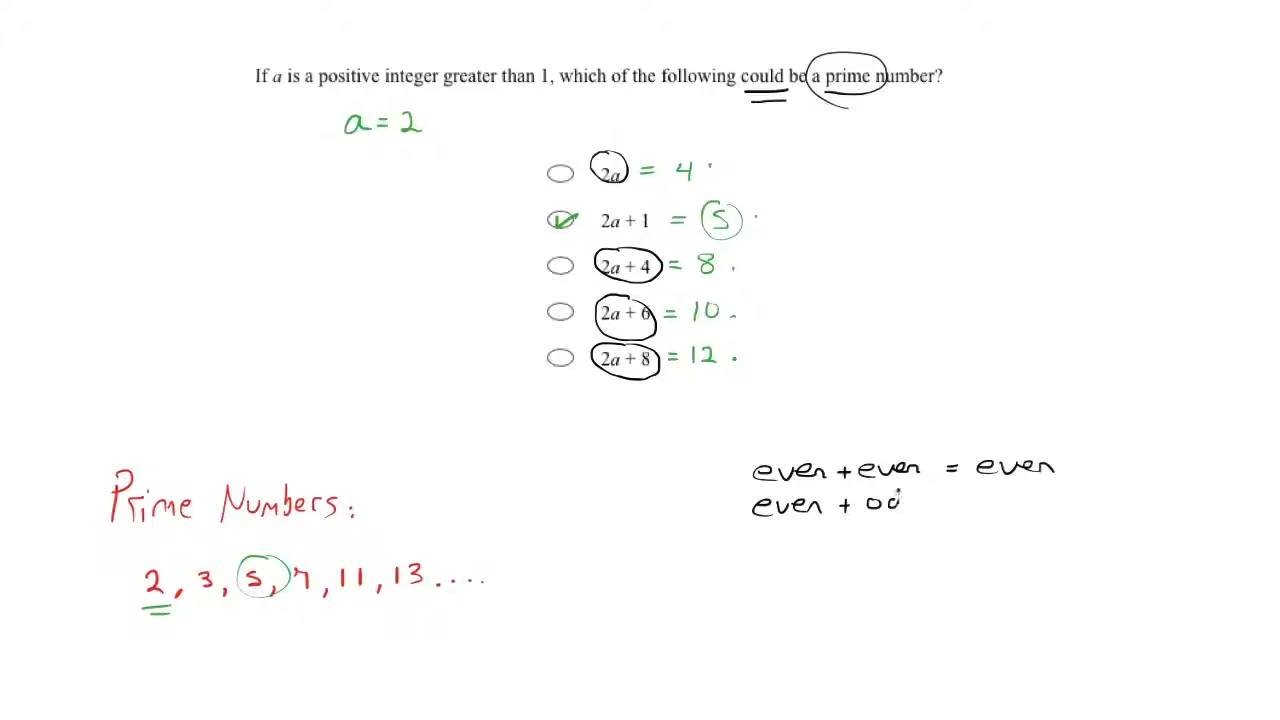 If a is a positive integer greater than 1, which of the following could be a prime number?
a = 2
2a = 4
2a + 1 = 5
2a + 4 = 8
2a + 6 = 10
2a + 8 = 12
even + even = even
even + od
Prime Numbers:
2, 3, 5, 7, 11, 13 ....